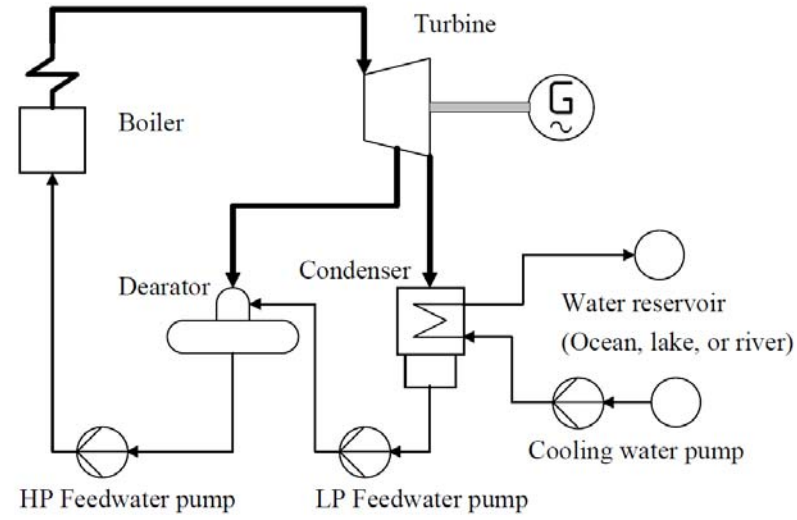 Turbine
G
Boiler
Condenser
Dearator
Water reservoir
(Ocean, lake, or river)
Cooling water pump
HP Feedwater pump
LP Feedwater pump